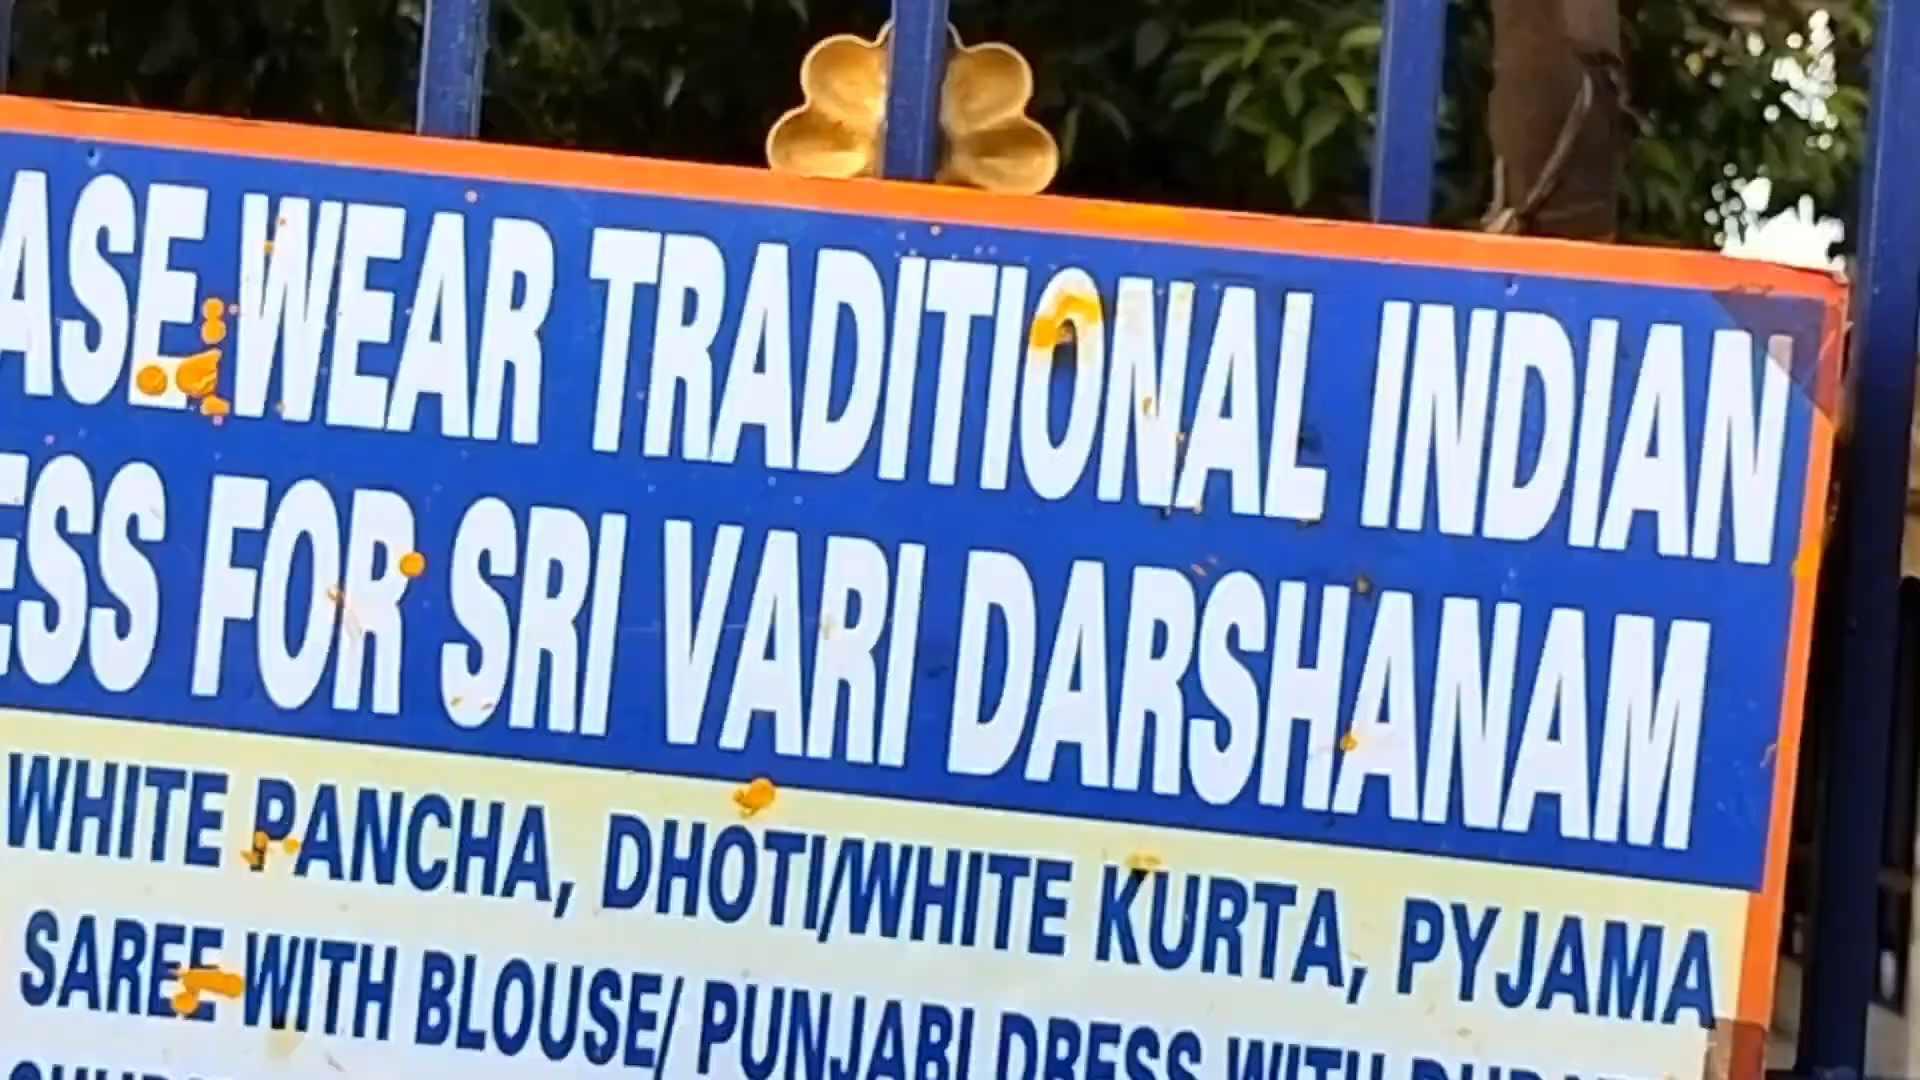 ASE WEAR TRADITIONAL INDIAN
ESS FOR SRI VARI DARSHANAM
WHITE PANCHA, DHOTI/WHITE KURTA, PYJAMA
SAREE WITH BLOUSE/ PUNJABI DRESS WITH